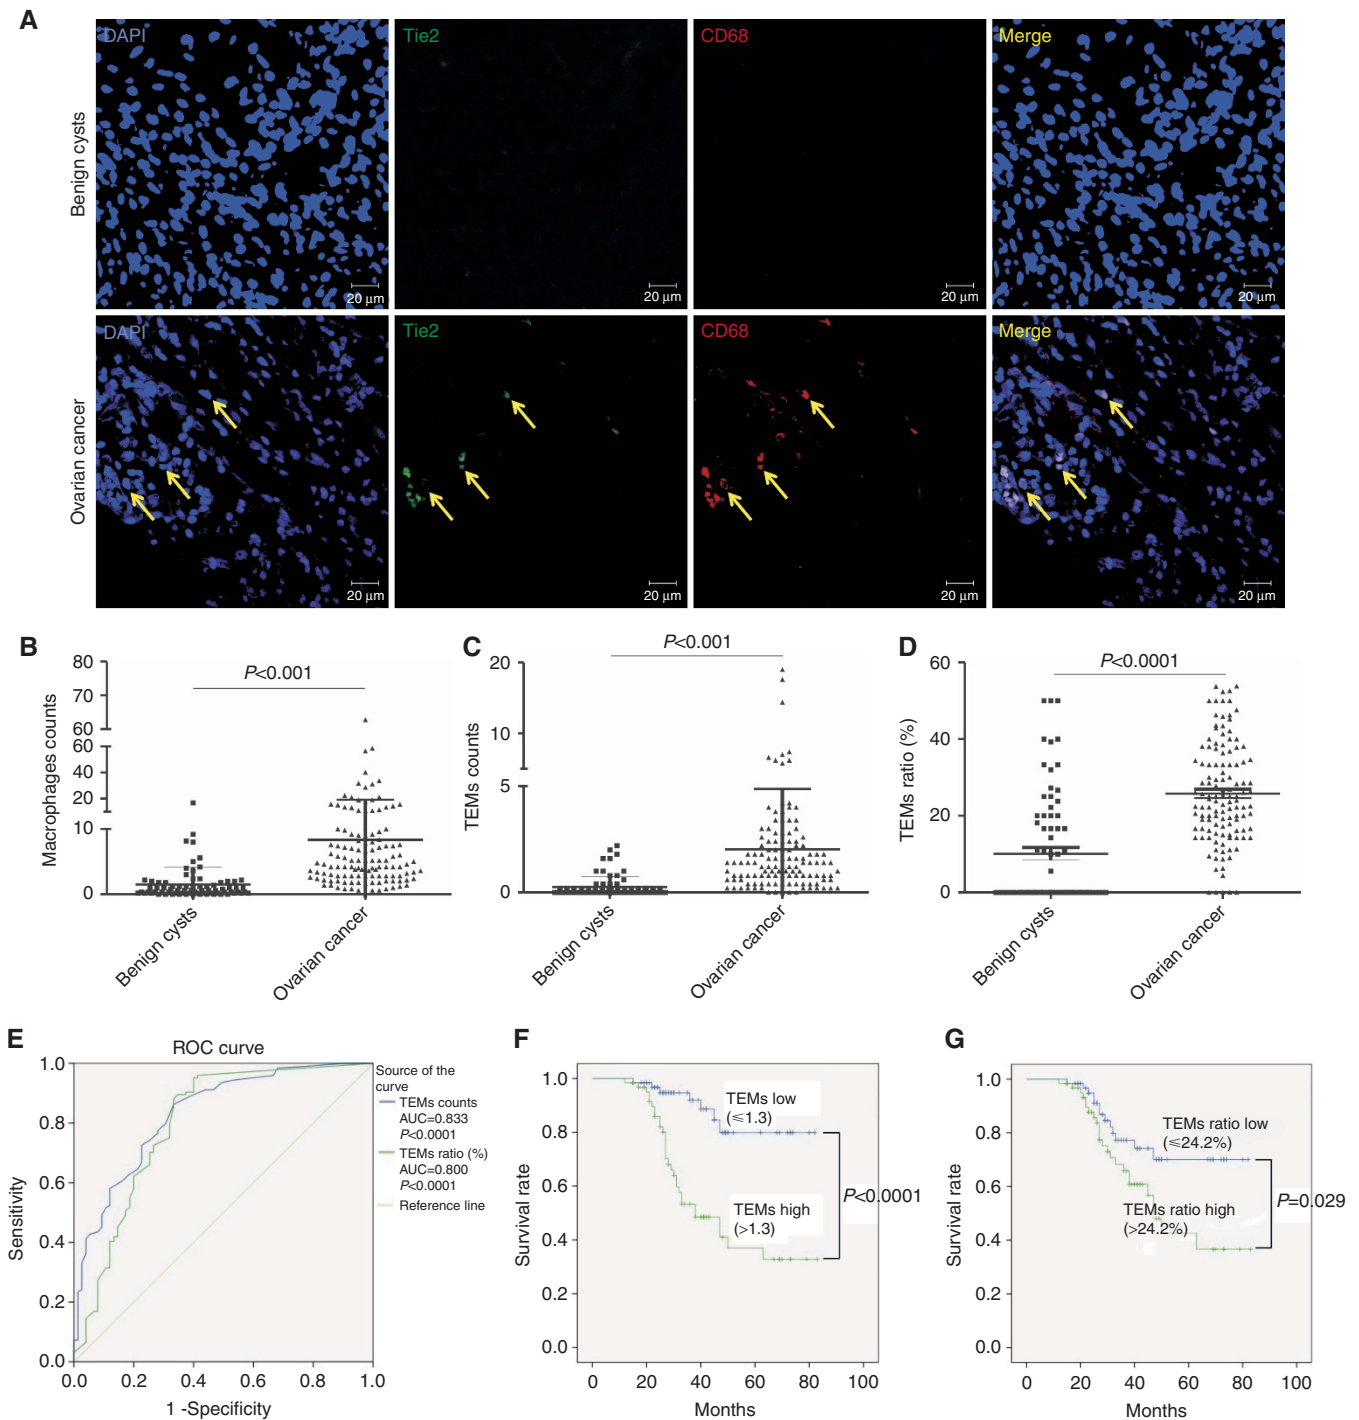 A
DAPI
Tie2
CD68
Merge
Benign cysts
20 µm
20 µm
20 µm
20 µm
DAPI
Tie2
CD68
Merge
Ovarian cancer
20 µm
20 µm
20 µm
20 µm
B
P<0.001
Macrophages counts
80
70
60
60
40
20
10
0
Benign cysts
Ovarian cancer
C
P<0.001
TEMs counts
20
10
5
0
Benign cysts
Ovarian cancer
D
P<0.0001
TEMs ratio (%)
60
40
20
0
Benign cysts
Ovarian cancer
E
ROC curve
Sensitivity
1.0
0.8
0.6
0.4
0.2
0.0
0.0 0.2 0.4 0.6 0.8 1.0
1 -Specificity
Source of the
curve
TEMs counts
AUC=0.833
P<0.0001
TEMs ratio (%)
AUC=0.800
P<0.0001
Reference line
F
Survival rate
1.0
0.8
0.6
0.4
0.2
0.0
TEMs low
(⩽1.3)
TEMs high
(>1.3)
P<0.0001
0 20 40 60 80 100
Months
G
Survival rate
1.0
0.8
0.6
0.4
0.2
0.0
TEMs ratio low
(⩽24.2%)
TEMs ratio high
(>24.2%)
P=0.029
0 20 40 60 80 100
Months